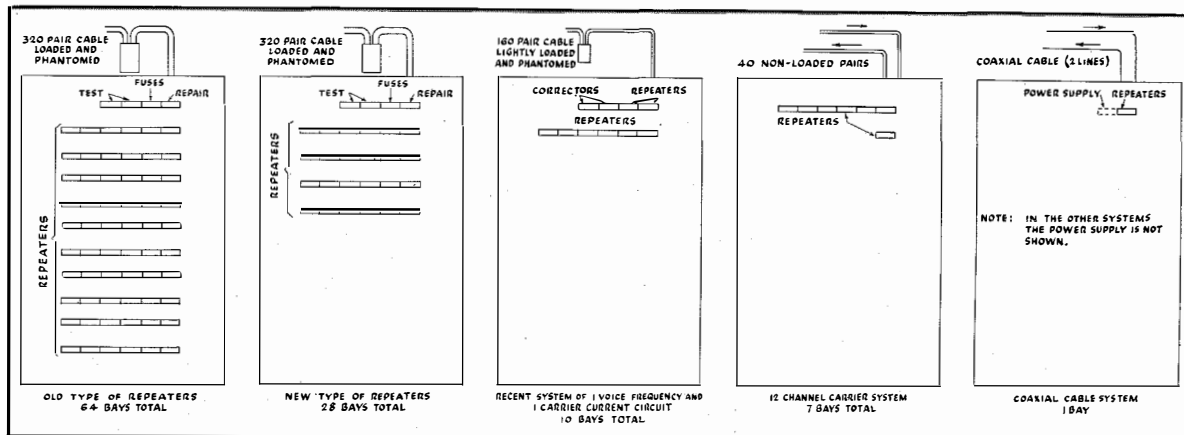 320 PAIR CABLE
LOADED AND
PHANTOMED
FUSES
TEST
REPAIR
REPEATERS
OLD TYPE OF REPEATERS
64 BAYS TOTAL
320 PAIR CABLE
LOADED AND
PHANTOMED
FUSES
TEST
REPAIR
REPEATERS
NEW TYPE OF REPEATERS
28 BAYS TOTAL
160 PAIR CABLE
LIGHTLY LOADED
AND PHANTOMED
CORRECTORS
REPEATERS
REPEATERS
RECENT SYSTEM OF 1 VOICE FREQUENCY AND
1 CARRIER CURRENT CIRCUIT
10 BAYS TOTAL
40 NON-LOADED PAIRS
REPEATERS
12 CHANNEL CARRIER SYSTEM
7 BAYS TOTAL
COAXIAL CABLE (2 LINES)
POWER SUPPLY
REPEATERS
NOTE: IN THE OTHER SYSTEMS
THE POWER SUPPLY IS NOT
SHOWN.
COAXIAL CABLE SYSTEM
1 BAY